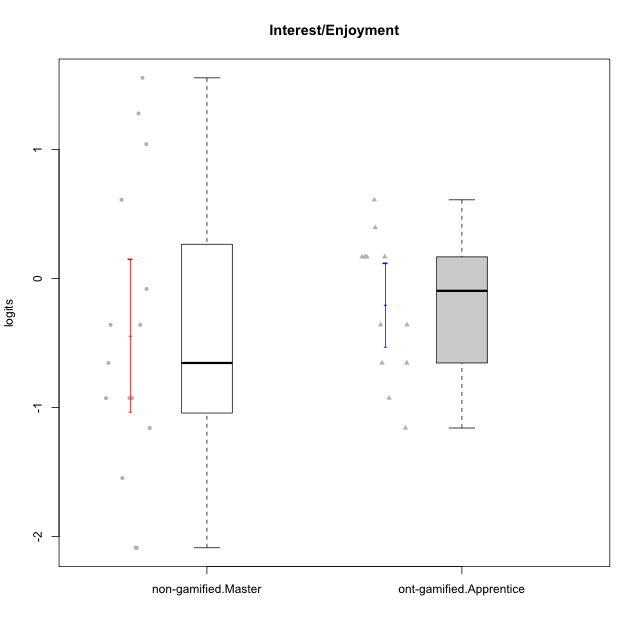 Interest/Enjoyment
logits
1
0
-1
-2
non-gamified.Master
ont-gamified.Apprentice